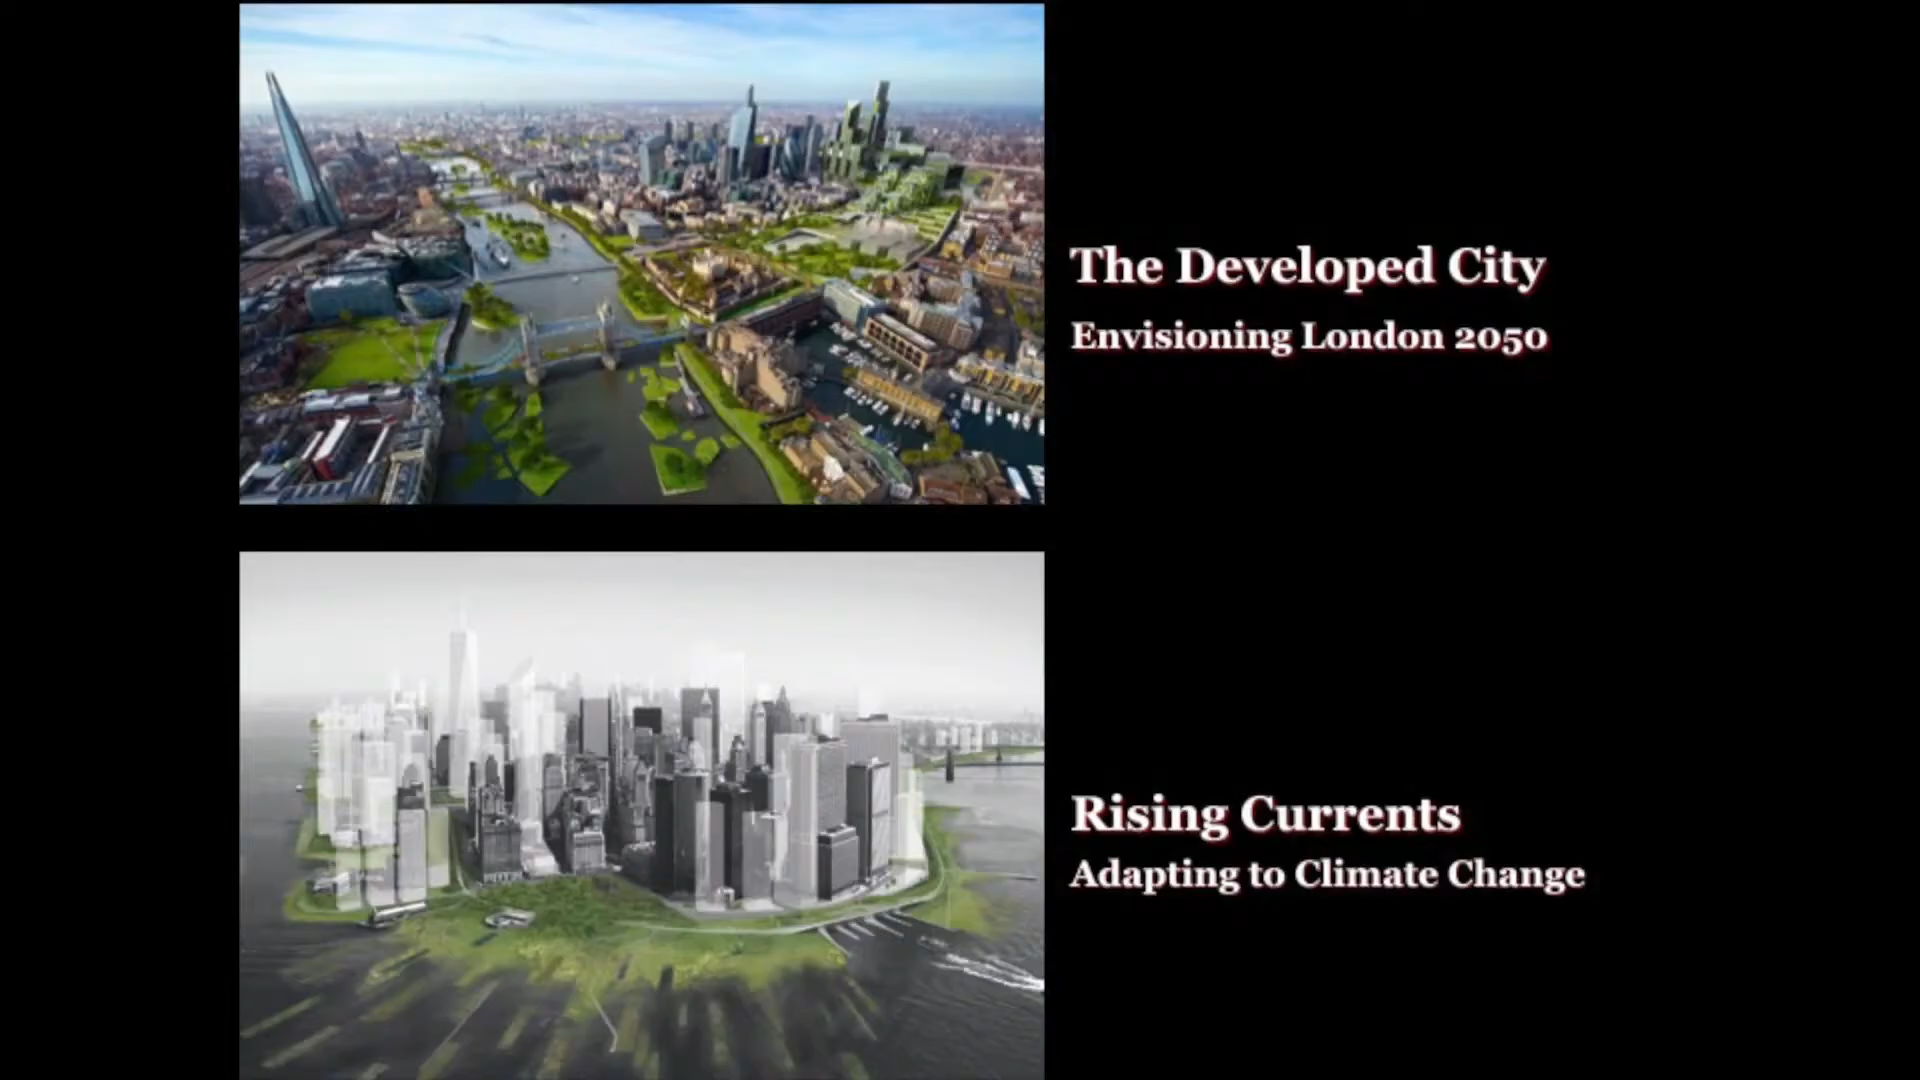 The Developed City
Envisioning London 2050
Rising Currents
Adapting to Climate Change